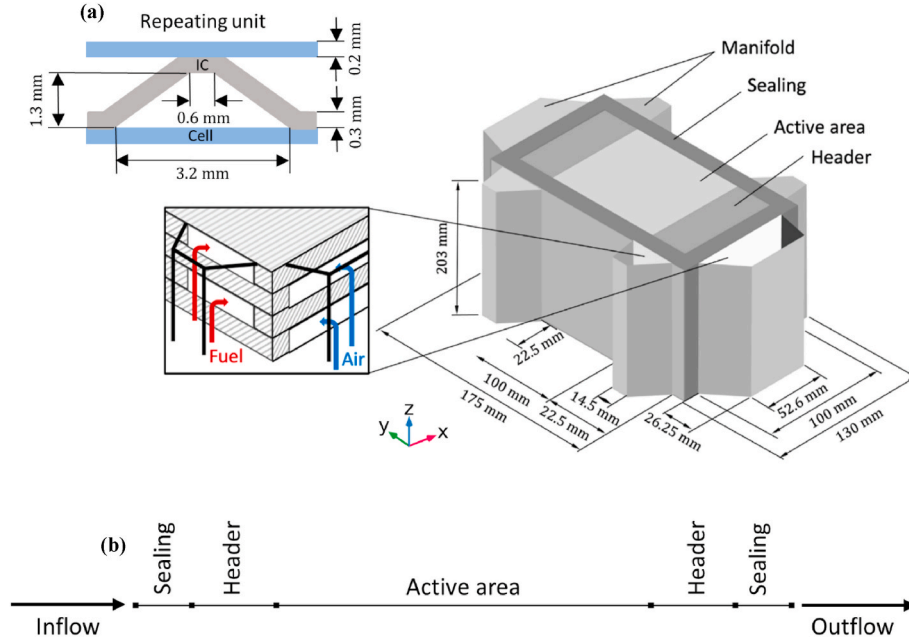 (a)
Repeating unit
IC
0.2 mm
1.3 mm
0.6 mm
0.3 mm
Cell
3.2 mm
Manifold
Sealing
Active area
Header
203 mm
Fuel
Air
22.5 mm
100 mm
175 mm
14.5 mm
22.5 mm
26.25 mm
52.6 mm
100 mm
130 mm
z
y
x
(b)
Sealing
Header
Active area
Header
Sealing
Inflow
Outflow